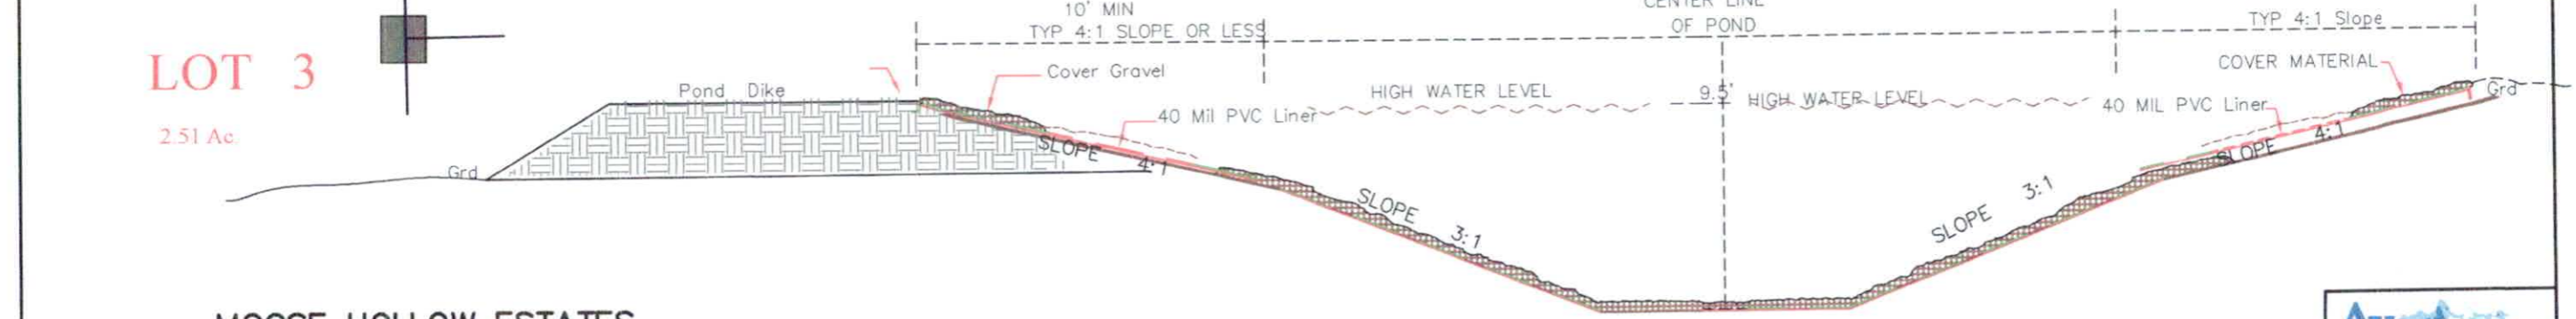 10' MIN
TYP 4:1 SLOPE OR LESS
CENTER LINE
OF POND
TYP 4:1 Slope
LOT 3
2.51 Ac.
Pond Dike
Cover Gravel
40 Mil PVC Liner
HIGH WATER LEVEL
9.5'
HIGH WATER LEVEL
COVER MATERIAL
40 MIL PVC Liner
Grd
Grd
SLOPE 4:1
SLOPE 4:1
SLOPE 3:1
SLOPE 3:1
MOOSE HOLLOW ESTATES